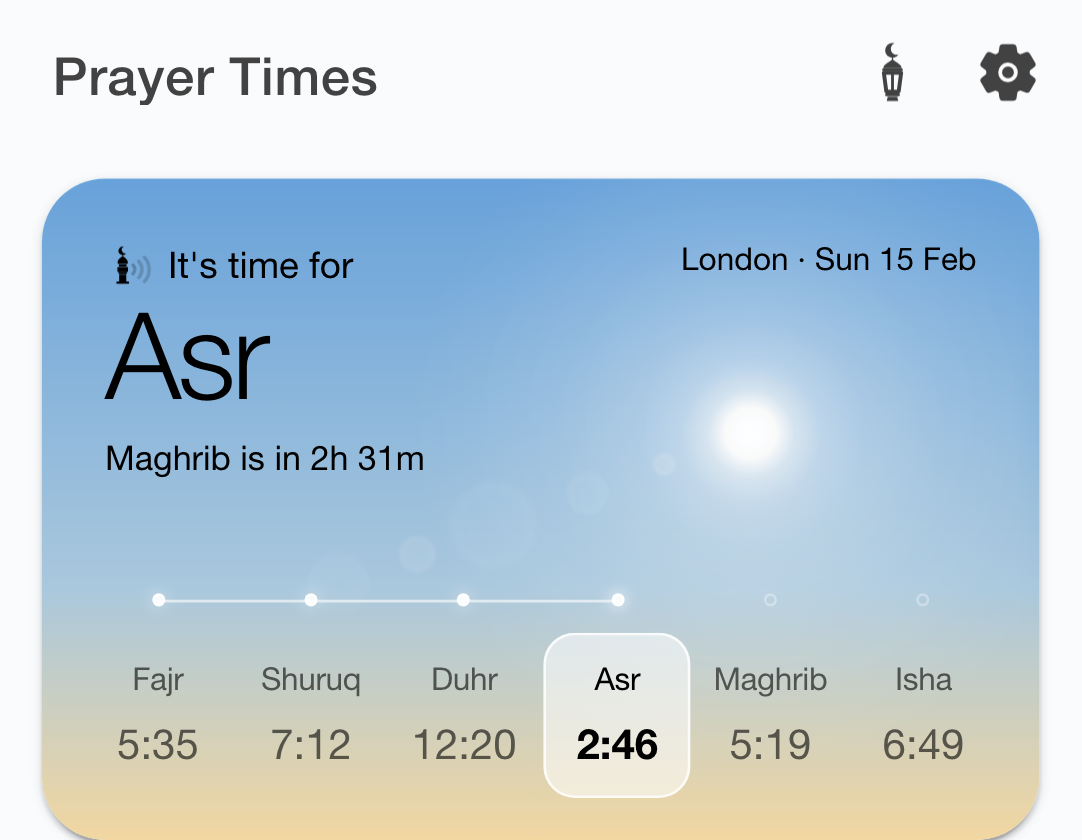 Prayer Times
It's time for
London · Sun 15 Feb
Asr
Maghrib is in 2h 31m
Fajr Shuruq Duhr Asr Maghrib Isha
5:35 7:12 12:20 2:46 5:19 6:49